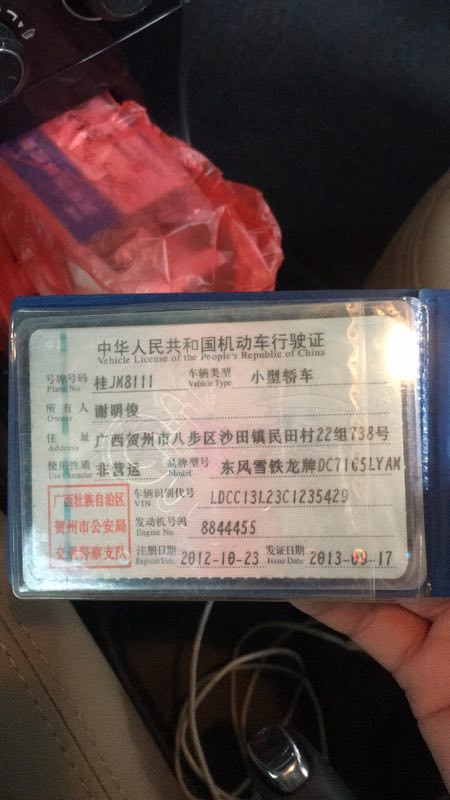 中华人民共和国机动车行驶证
Vehicle License of the People's Republic of China
号牌号码 桂JM8111 车辆类型 小型轿车
Plate No Vehicle Type
所有人 谢明俊
Owner
住址 广西贺州市八步区沙田镇民田村22组738号
Address
使用性质 非营运 品牌型号 东风雪铁龙牌DC7165LYAM
Use Character Model
广西壮族自治区
贺州市公安局
交通警察支队
车辆识别代号 LDCC13L23C1235429
VIN
发动机号码 8844455
Engine No
注册日期 2012-10-23 发证日期 2013-09-17
Register Date Issue Date